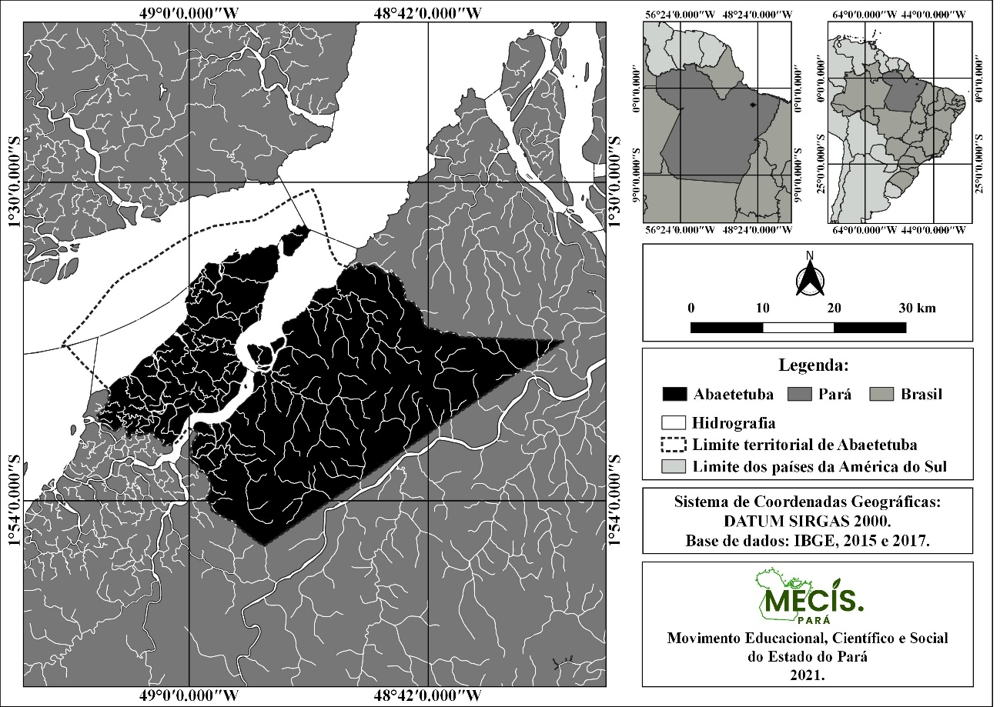 49°0'0.000"W 48°42'0.000"W
1°30'0.000"S
1°54'0.000"S
1°30'0.000"S
1°54'0.000"S
49°0'0.000"W 48°42'0.000"W
56°24'0.000"W 48°24'0.000"W
0°0'0.000"
9°0'0.000"S
0°0'0.000"
9°0'0.000"S
56°24'0.000"W 48°24'0.000"W
64°0'0.000"W 44°0'0.000"W
0°0'0.000"
25°0'0.000"S
0°0'0.000"
25°0'0.000"S
64°0'0.000"W 44°0'0.000"W
N
0 10 20 30 km
Legenda:
Abaetetuba Pará Brasil
Hidrografia
Limite territorial de Abaetetuba
Limite dos países da América do Sul
Sistema de Coordenadas Geográficas:
DATUM SIRGAS 2000.
Base de dados: IBGE, 2015 e 2017.
MECÍS.
PARÁ
Movimento Educacional, Científico e Social
do Estado do Pará
2021.